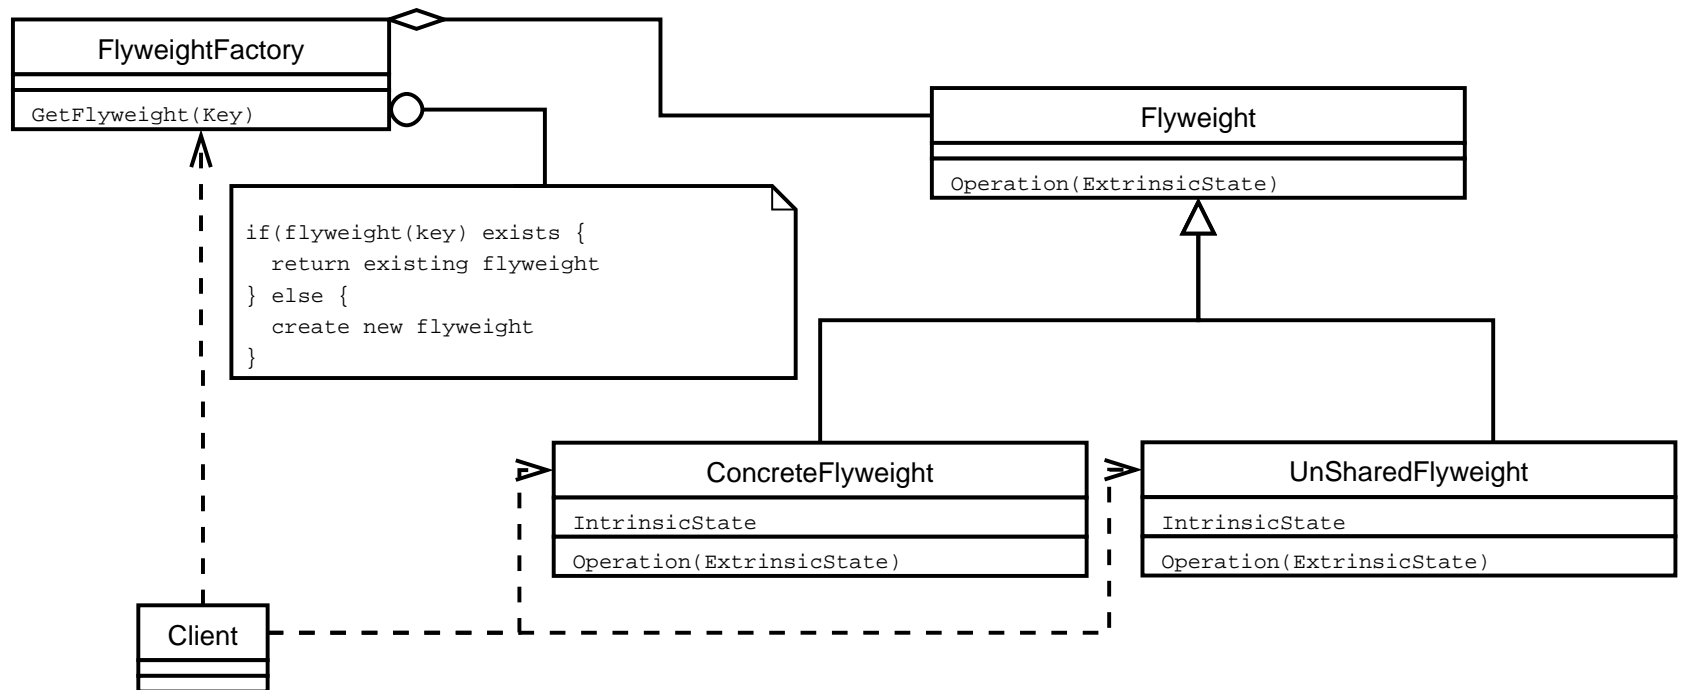 FlyweightFactory
GetFlyweight(Key)
Flyweight
Operation(ExtrinsicState)
if(flyweight(key) exists {
  return existing flyweight
} else {
  create new flyweight
}
ConcreteFlyweight
IntrinsicState
Operation(ExtrinsicState)
UnSharedFlyweight
IntrinsicState
Operation(ExtrinsicState)
Client